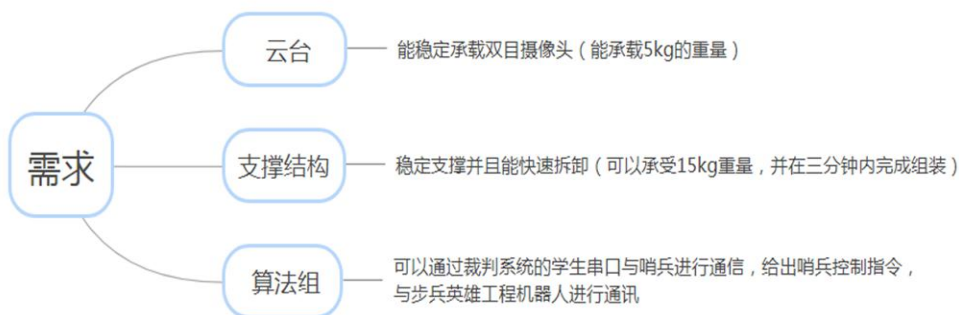 云台
能稳定承载双目摄像头（能承载5kg的重量）
需求
支撑结构
稳定支撑并且能快速拆卸（可以承受15kg重量，并在三分钟内完成组装）
算法组
可以通过裁判系统的学生串口与哨兵进行通信，给出哨兵控制指令，
与步兵英雄工程机器人进行通讯